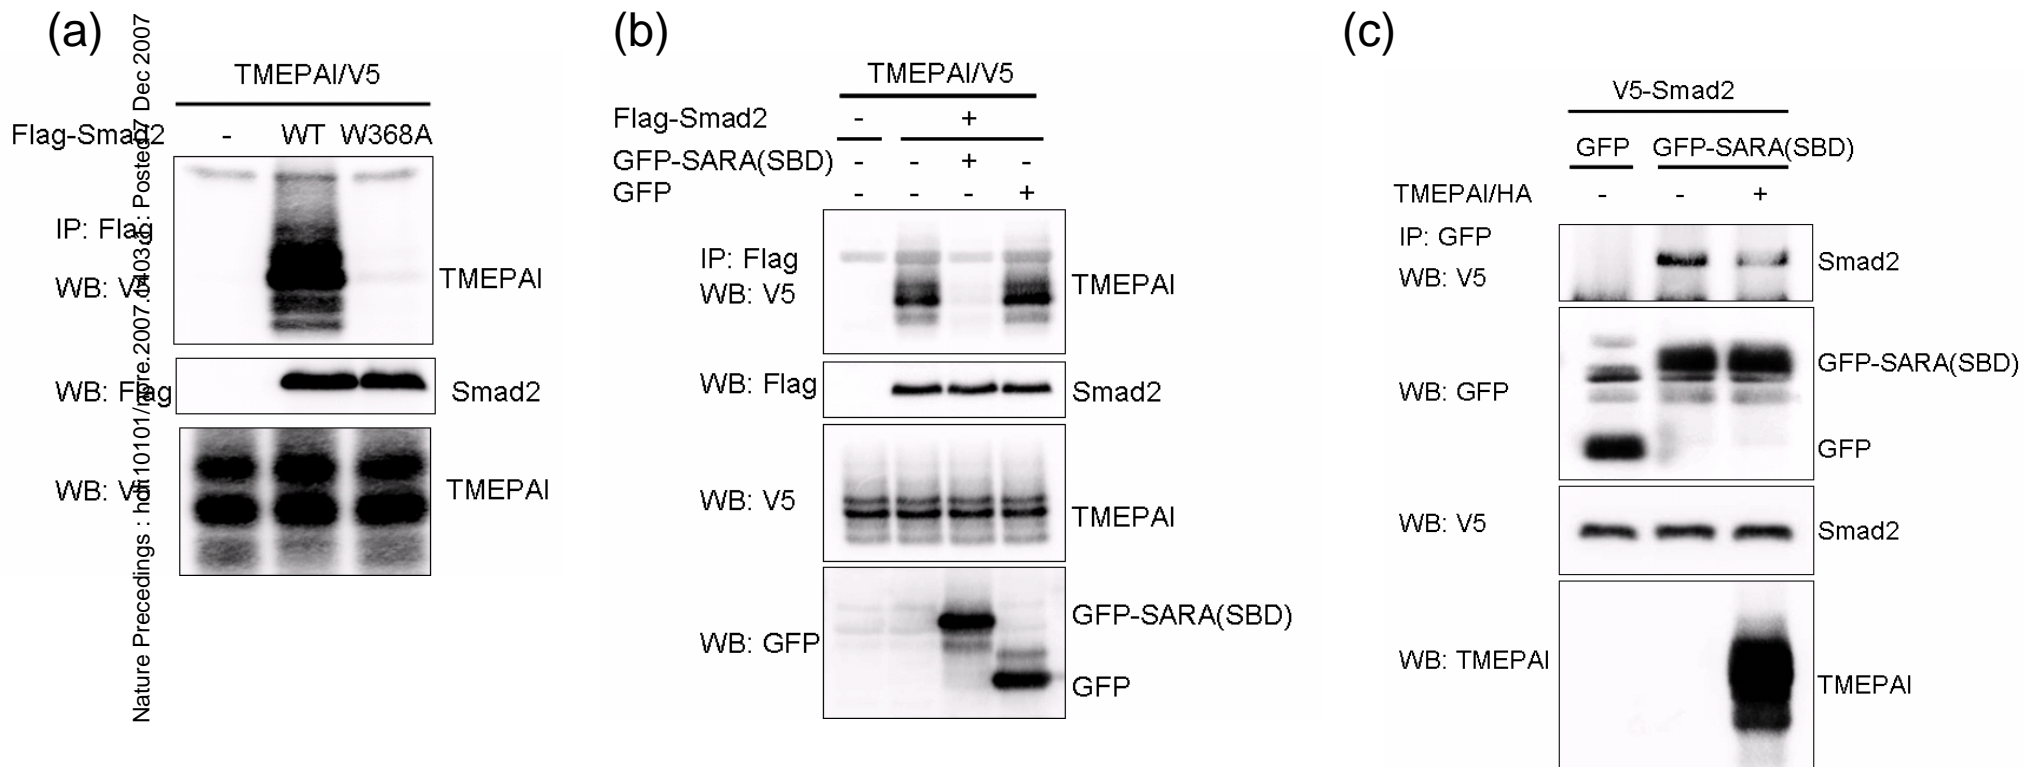 (a)
TMEPAI/V5
Flag-Smad2 - WT W368A
IP: Flag
WB: V5
TMEPAI
WB: Flag
Smad2
WB: V5
TMEPAI
(b)
TMEPAI/V5
Flag-Smad2 - +
GFP-SARA(SBD) - - + -
GFP - - - +
IP: Flag
WB: V5
TMEPAI
WB: Flag
Smad2
WB: V5
TMEPAI
WB: GFP
GFP-SARA(SBD)
GFP
(c)
V5-Smad2
GFP GFP-SARA(SBD)
TMEPAI/HA - - +
IP: GFP
WB: V5
Smad2
WB: GFP
GFP-SARA(SBD)
GFP
WB: V5
Smad2
WB: TMEPAI
TMEPAI
Nature Precedings : Posted 7 Dec 2007